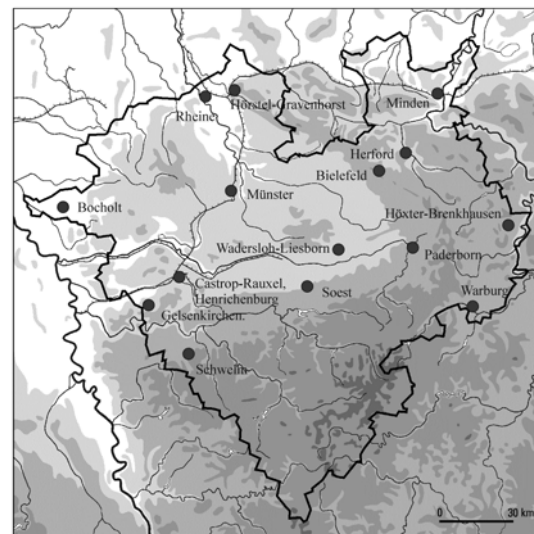 Hörstel-Gravenhorst
Rheine
Minden
Herford
Bielefeld
Münster
Bocholt
Höxter-Brenkhausen
Wadersloh-Liesborn
Paderborn
Castrop-Rauxel,
Henrichenburg
Soest
Warburg
Gelsenkirchen.
Schwelm
0 30 km